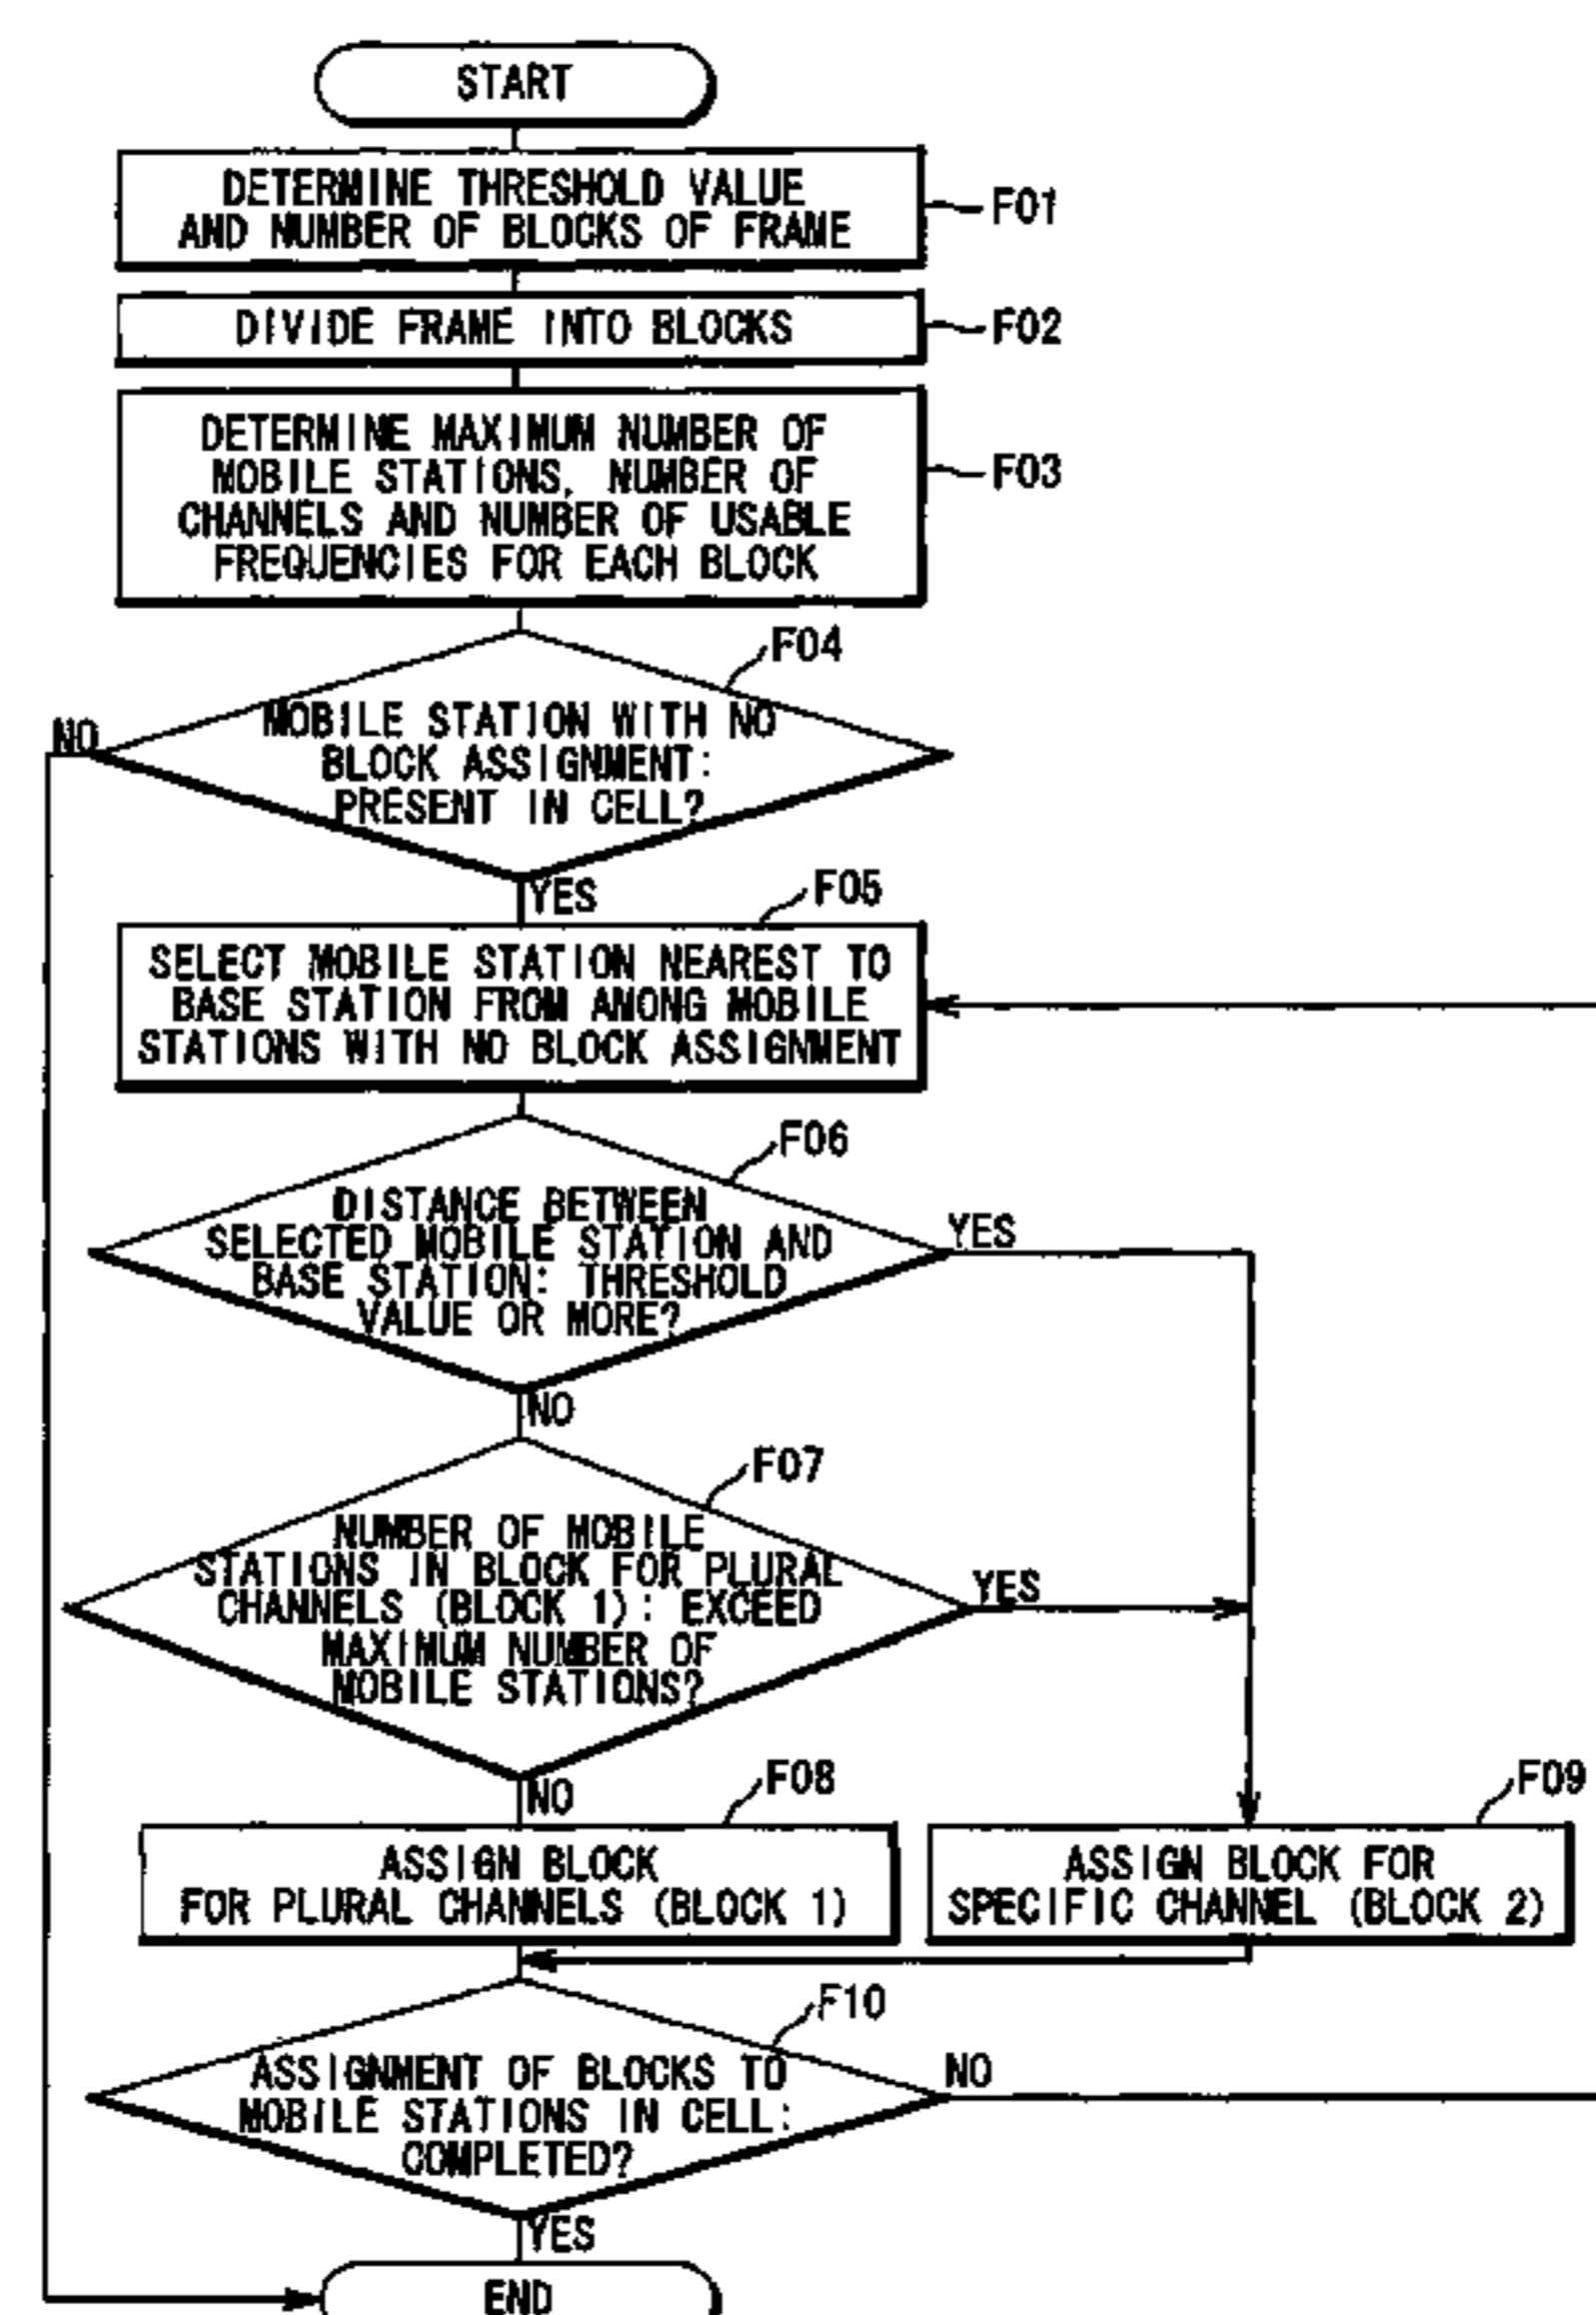 START
DETERMINE THRESHOLD VALUE
AND NUMBER OF BLOCKS OF FRAME
F01
DIVIDE FRAME INTO BLOCKS
F02
DETERMINE MAXIMUM NUMBER OF
MOBILE STATIONS, NUMBER OF
CHANNELS AND NUMBER OF USABLE
FREQUENCIES FOR EACH BLOCK
F03
F04
MOBILE STATION WITH NO
BLOCK ASSIGNMENT:
PRESENT IN CELL?
NO
YES
F05
SELECT MOBILE STATION NEAREST TO
BASE STATION FROM ANONG MOBILE
STATIONS WITH NO BLOCK ASSIGNMENT
F06
DISTANCE BETWEEN
SELECTED MOBILE STATION AND
BASE STATION: THRESHOLD
VALUE OR MORE?
YES
NO
F07
NUMBER OF MOBILE
STATIONS IN BLOCK FOR PLURAL
CHANNELS (BLOCK 1): EXCEED
MAXIMUM NUMBER OF
MOBILE STATIONS?
YES
NO
F08
ASSIGN BLOCK
FOR PLURAL CHANNELS (BLOCK 1)
F09
ASSIGN BLOCK FOR
SPECIFIC CHANNEL (BLOCK 2)
F10
ASSIGNMENT OF BLOCKS TO
MOBILE STATIONS IN CELL:
COMPLETED?
NO
YES
END